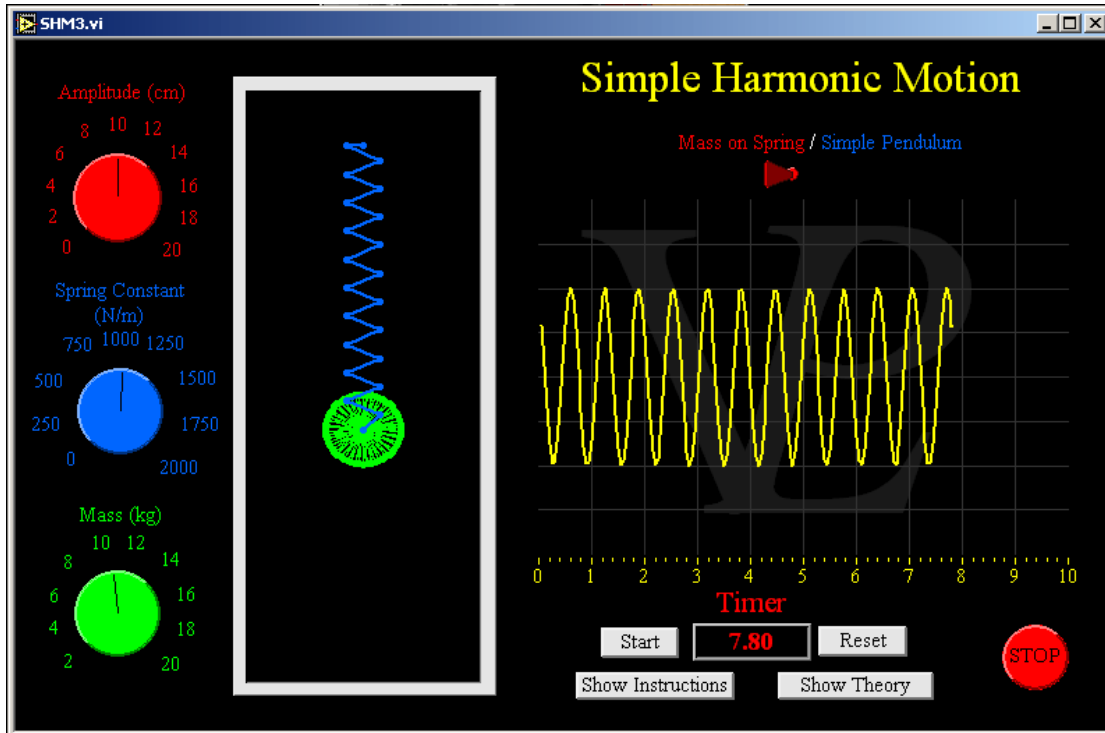 SHM3.vi
Simple Harmonic Motion
Mass on Spring / Simple Pendulum
Amplitude (cm)
0 2 4 6 8 10 12 14 16 18 20
Spring Constant
(N/m)
0 250 500 750 1000 1250 1500 1750 2000
Mass (kg)
2 4 6 8 10 12 14 16 18 20
0 1 2 3 4 5 6 7 8 9 10
Timer
Start 7.80 Reset
Show Instructions Show Theory
STOP